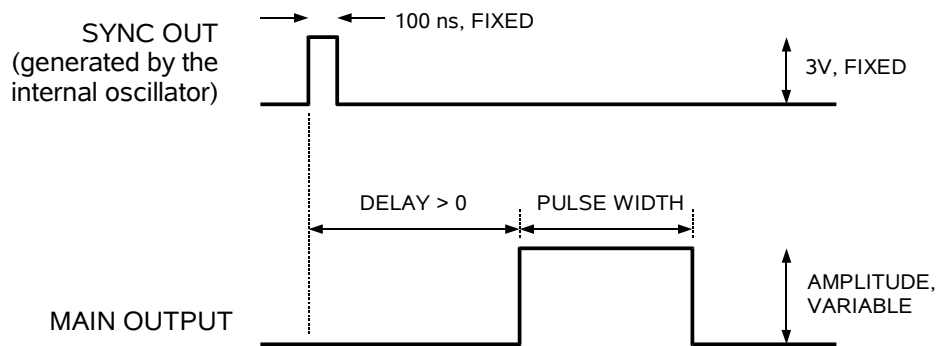 100 ns, FIXED
SYNC OUT
(generated by the
internal oscillator)
3V, FIXED
DELAY > 0
PULSE WIDTH
AMPLITUDE,
VARIABLE
MAIN OUTPUT